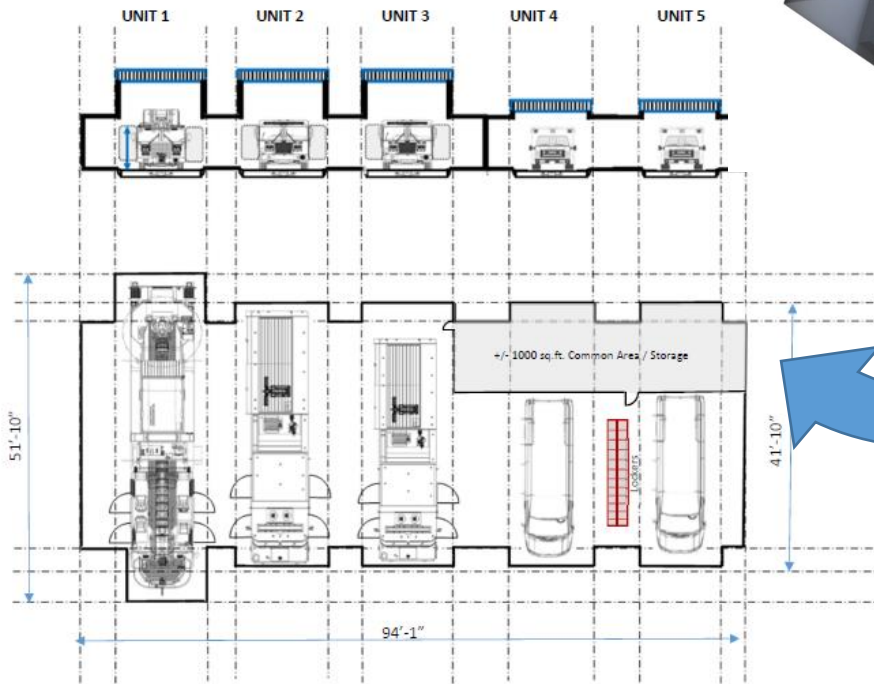 UNIT 1
UNIT 2
UNIT 3
UNIT 4
UNIT 5
+/- 1000 sq.ft. Common Area / Storage
Lockers
51'-10"
41'-10"
94'-1"